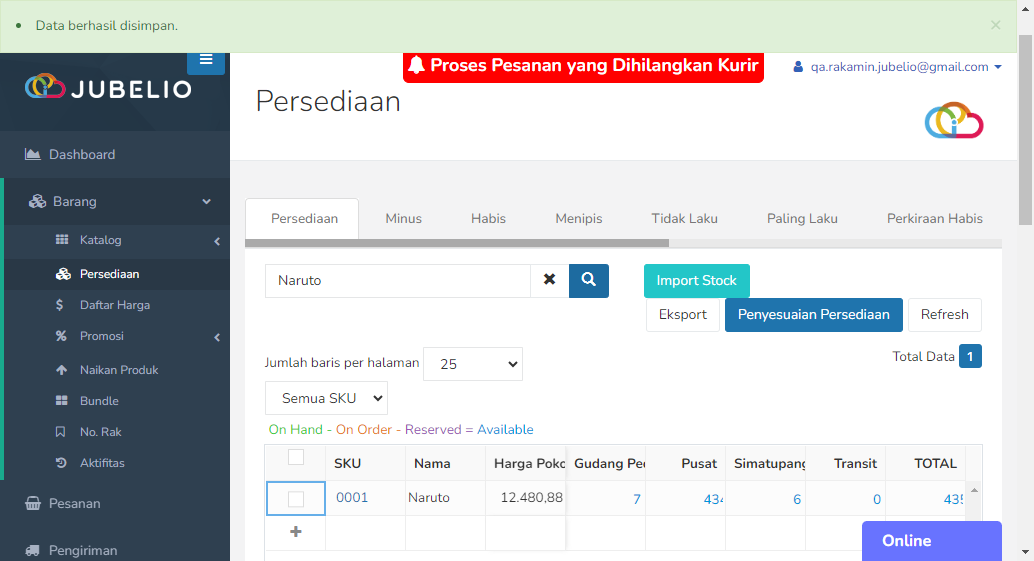 Data berhasil disimpan.
×
JUBELIO
Proses Pesanan yang Dihilangkan Kurir
qa.rakamin.jubelio@gmail.com
Persediaan
Dashboard
Barang
Katalog
Persediaan
Daftar Harga
Promosi
Naikan Produk
Bundle
No. Rak
Aktifitas
Pesanan
Pengiriman
Persediaan Minus Habis Menipis Tidak Laku Paling Laku Perkiraan Habis
Naruto
Import Stock
Eksport Penyesuaian Persediaan Refresh
Jumlah baris per halaman 25
Total Data 1
Semua SKU
On Hand - On Order - Reserved = Available
SKU Nama Harga Poko Gudang Pe Pusat Simatupang Transit TOTAL
0001 Naruto 12.480,88 7 434 6 0 435
Online